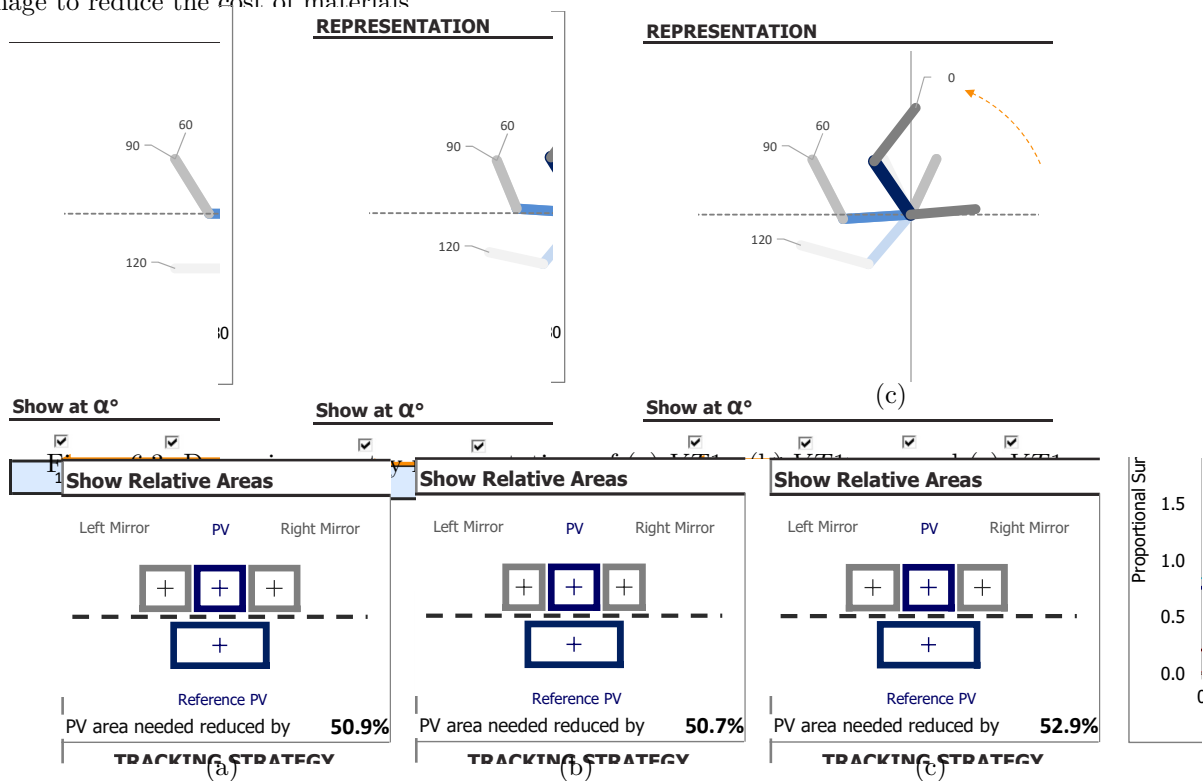 REPRESENTATION
REPRESENTATION
0
60
90
60
90
60
90
120
120
120
(c)
Show at α°
Show at α°
Show at α°
Show Relative Areas
Show Relative Areas
Show Relative Areas
Left Mirror PV Right Mirror
Left Mirror PV Right Mirror
Left Mirror PV Right Mirror
Reference PV
Reference PV
Reference PV
PV area needed reduced by 50.9%
PV area needed reduced by 50.7%
PV area needed reduced by 52.9%
TRACKING STRATEGY
TRACKING STRATEGY
TRACKING STRATEGY
(a)
(b)
(c)
Proportional Sur
1.5
1.0
0.5
0.0